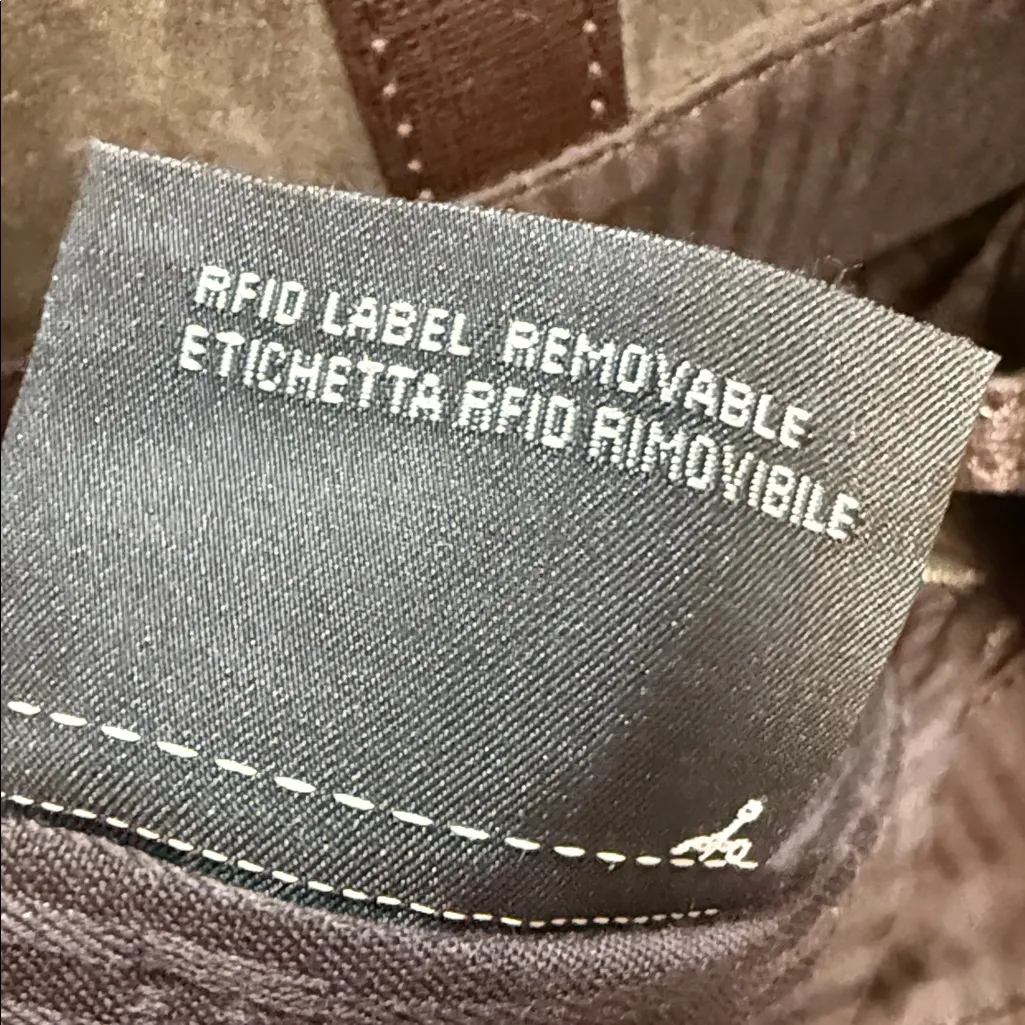 RFID LABEL REMOVABLE
ETICHETTA RFID RIMOVIBILE